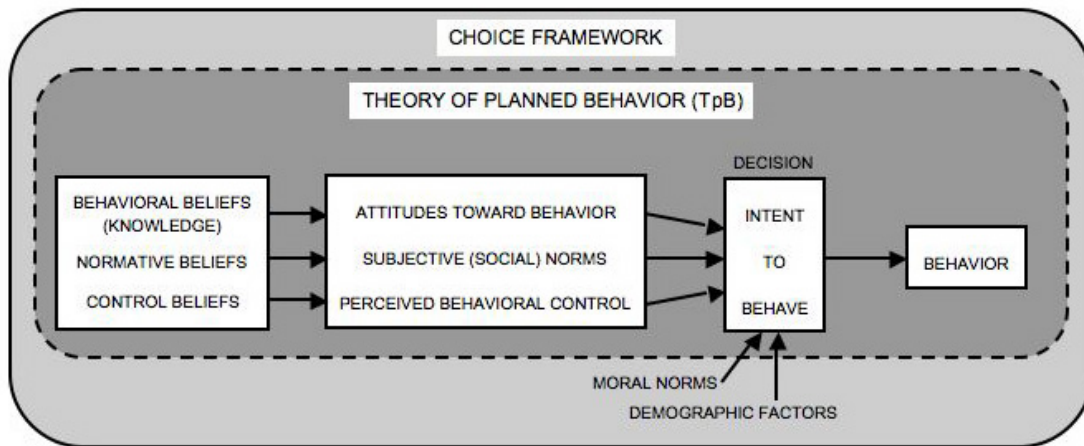 CHOICE FRAMEWORK
THEORY OF PLANNED BEHAVIOR (TpB)
BEHAVIORAL BELIEFS
(KNOWLEDGE)
NORMATIVE BELIEFS
CONTROL BELIEFS
ATTITUDES TOWARD BEHAVIOR
SUBJECTIVE (SOCIAL) NORMS
PERCEIVED BEHAVIORAL CONTROL
DECISION
INTENT
TO
BEHAVE
BEHAVIOR
MORAL NORMS
DEMOGRAPHIC FACTORS